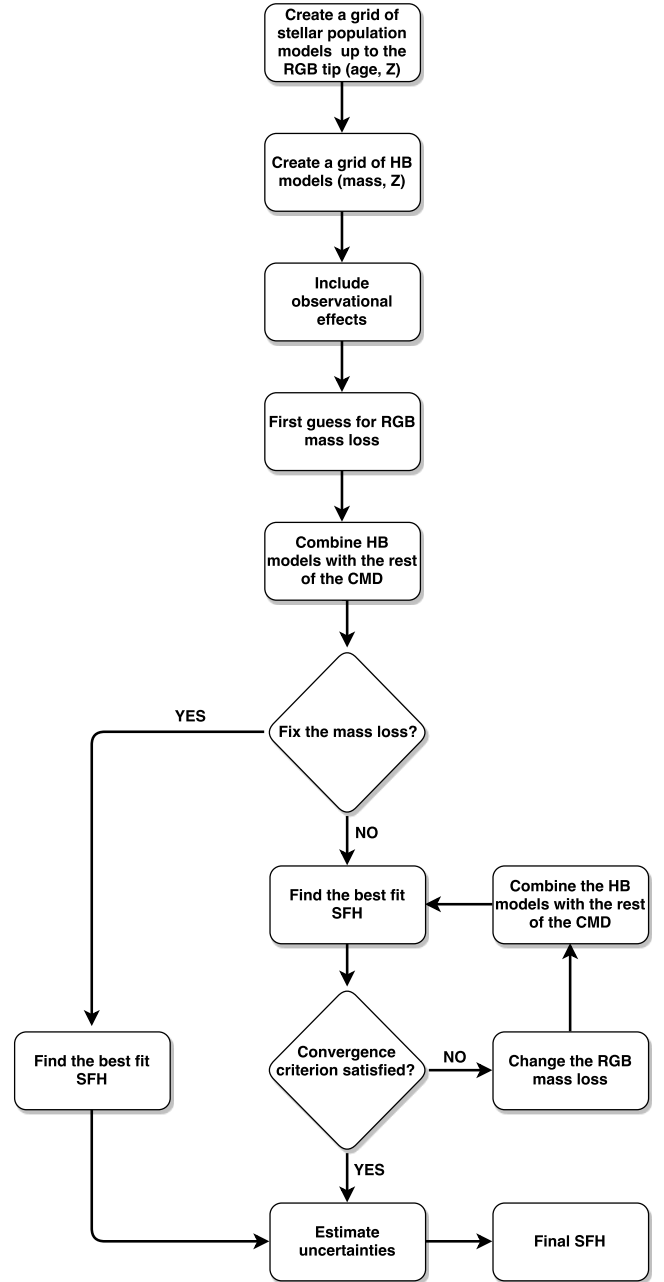 Create a grid of
stellar population
models up to the
RGB tip (age, Z)
Create a grid of HB
models (mass, Z)
Include
observational
effects
First guess for RGB
mass loss
Combine HB
models with the rest
of the CMD
Fix the mass loss?
YES
NO
Find the best fit
SFH
Combine the HB
models with the rest
of the CMD
Find the best fit
SFH
Convergence
criterion satisfied?
NO
Change the RGB
mass loss
YES
Estimate
uncertainties
Final SFH